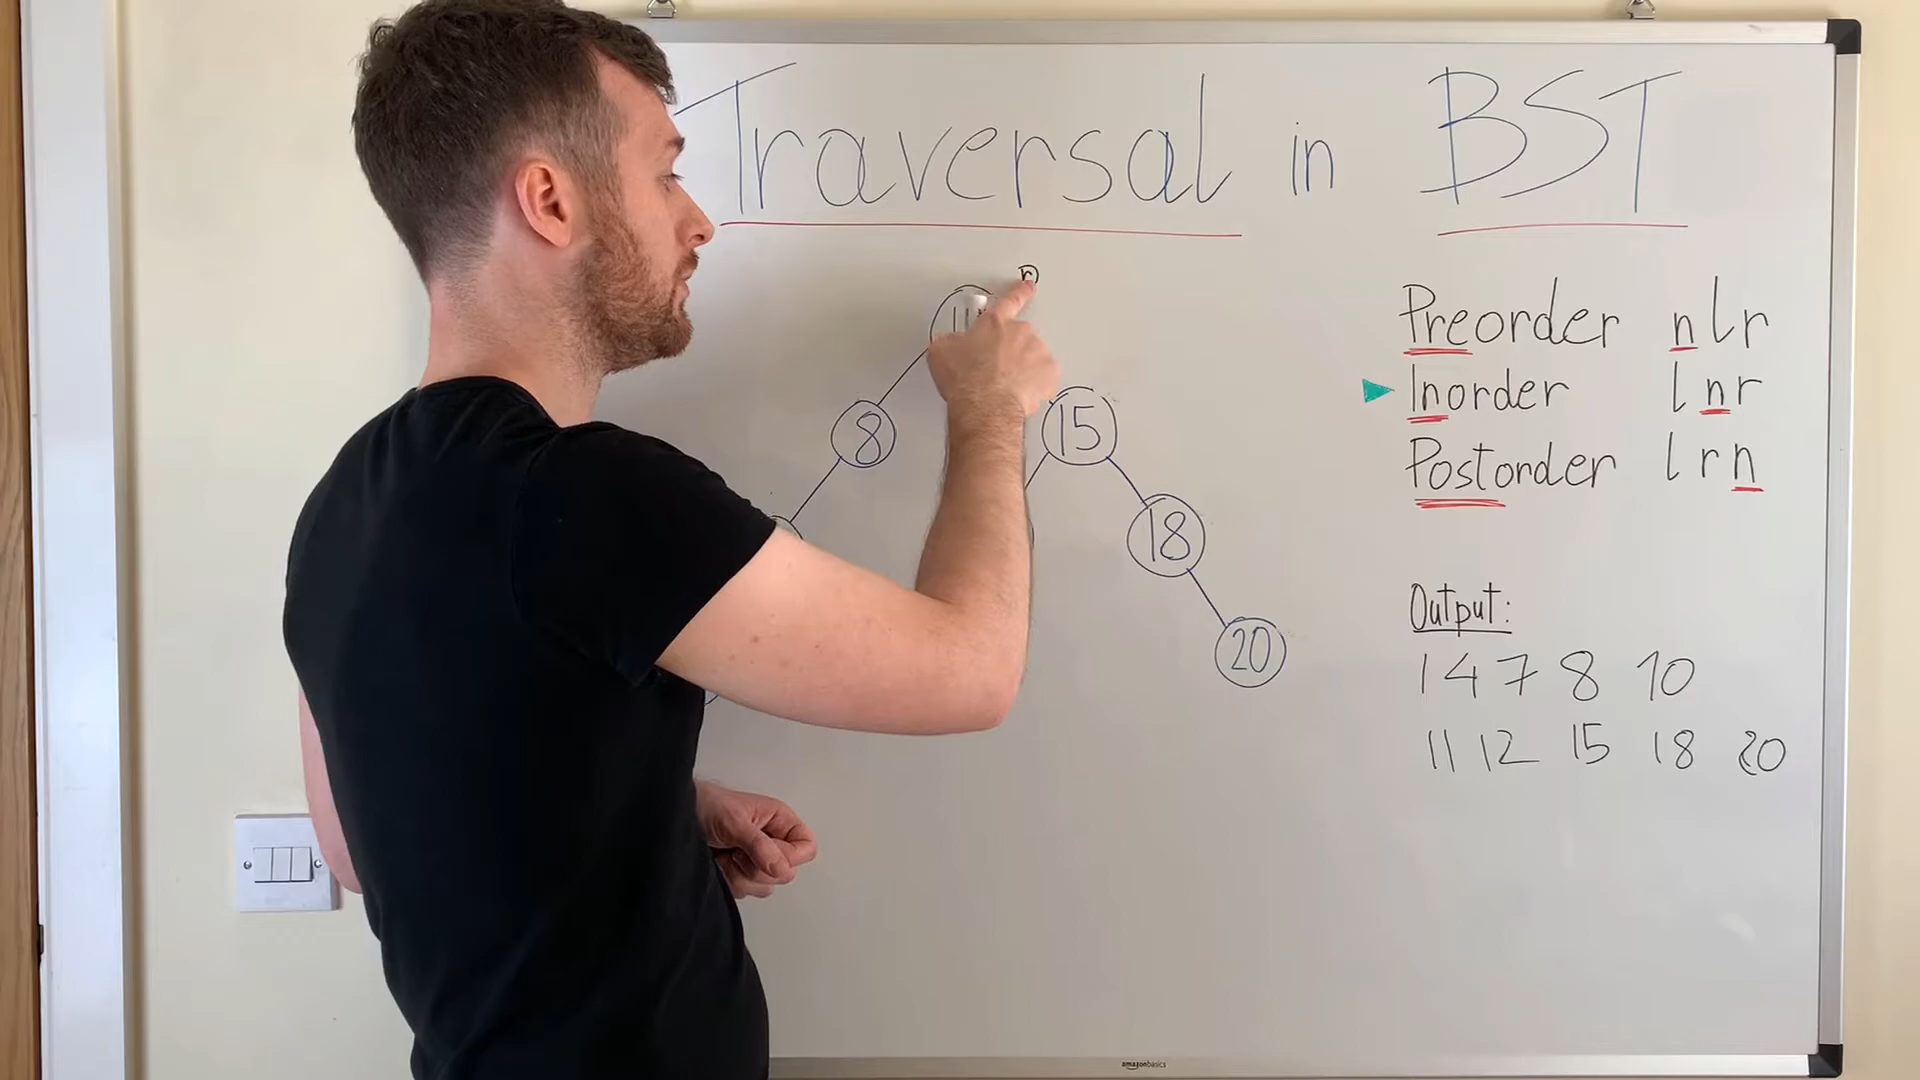 Traversal in BST
r
8
15
18
20
Preorder n l r
Inorder l n r
Postorder l r n
Output:
1 4 7 8 10
11 12 15 18 20
amazonbasics